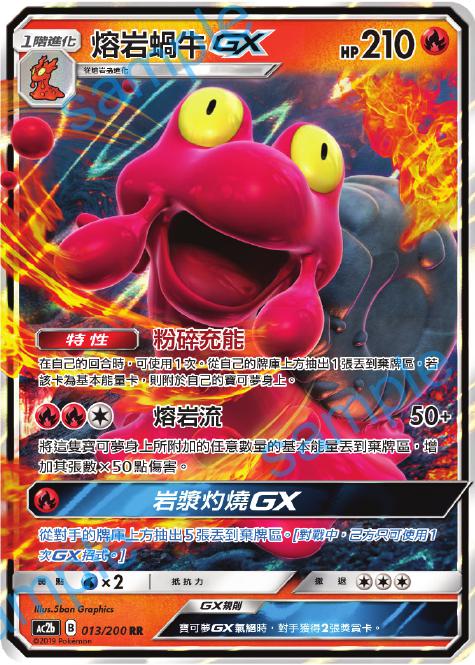 1階進化
熔岩蝸牛GX
HP210
從熔岩蟲進化
特性
粉碎充能
在自己的回合時，可使用1次。從自己的牌庫上方抽出1張丟到棄牌區，若
該卡為基本能量卡，則附於自己的寶可夢身上。
熔岩流
50+
將這隻寶可夢身上所附加的任意數量的基本能量丟到棄牌區，增
加其張數×50點傷害。
岩漿灼燒GX
從對手的牌庫上方抽出5張丟到棄牌區。[對戰中，己方只可使用1
次GX招式。]
弱點
×2
抵抗力
撤退
Illus.5ban Graphics
GX規則
AC2b
B
013/200 RR
寶可夢GX氣絕時，對手獲得2張獎賞卡。
©2019 Pokémon
sample
sample
sample
sample